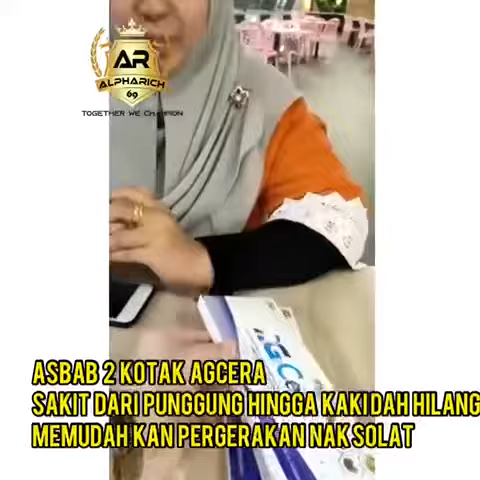 AR
ALPHARICH
69
TOGETHER WE CHAMPION
AGCe
ASBAB 2 KOTAK AGCERA
SAKIT DARI PUNGGUNG HINGGA KAKI DAH HILANG
MEMUDAH KAN PERGERAKAN NAK SOLAT